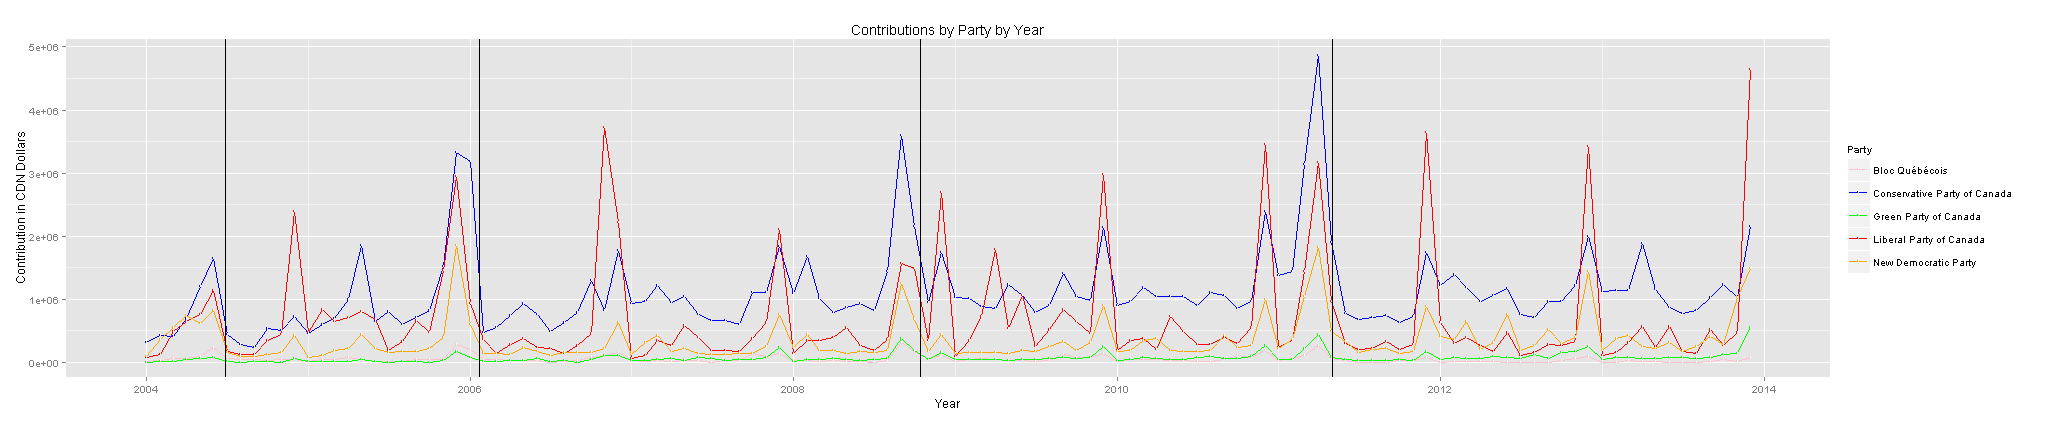 Contributions by Party by Year
Contribution in CDN Dollars
5e+06
4e+06
3e+06
2e+06
1e+06
0e+00
2004
2006
2008
2010
2012
2014
Year
Party
Bloc Québécois
Conservative Party of Canada
Green Party of Canada
Liberal Party of Canada
New Democratic Party